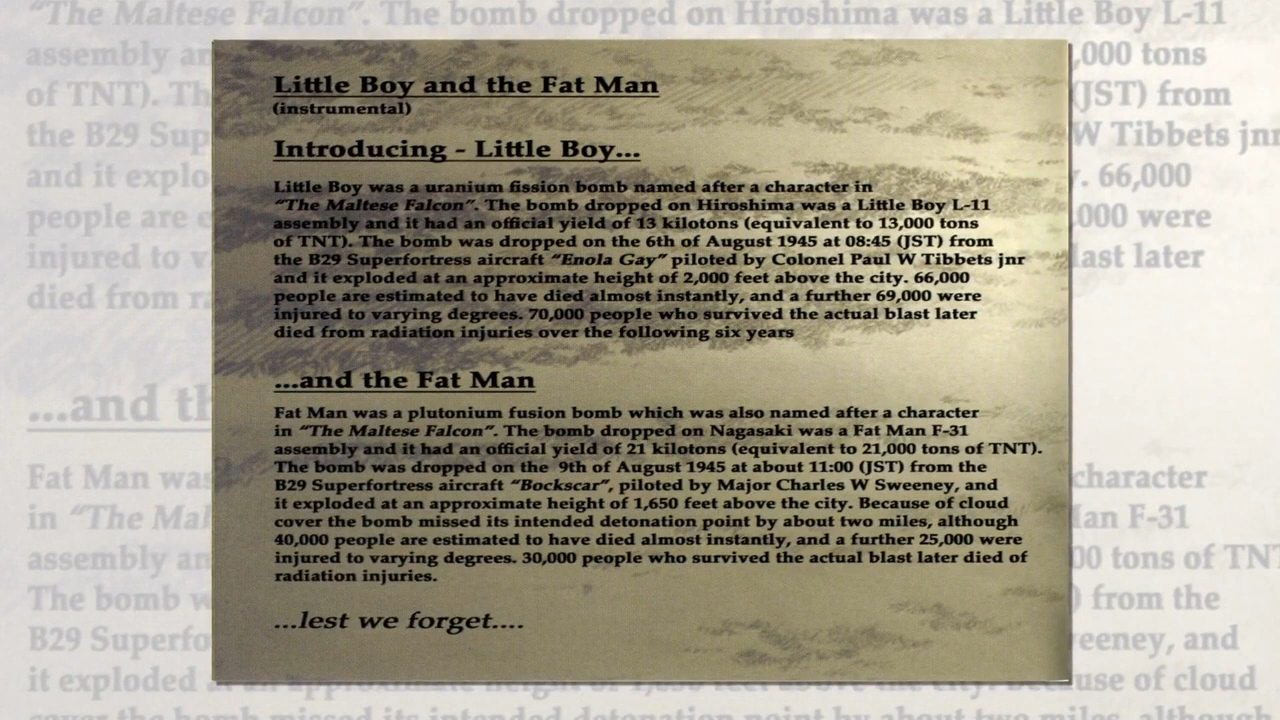 Little Boy and the Fat Man
(instrumental)
Introducing - Little Boy...
Little Boy was a uranium fission bomb named after a character in
"The Maltese Falcon". The bomb dropped on Hiroshima was a Little Boy L-11
assembly and it had an official yield of 13 kilotons (equivalent to 13,000 tons
of TNT). The bomb was dropped on the 6th of August 1945 at 08:45 (JST) from
the B29 Superfortress aircraft "Enola Gay" piloted by Colonel Paul W Tibbets jnr
and it exploded at an approximate height of 2,000 feet above the city. 66,000
people are estimated to have died almost instantly, and a further 69,000 were
injured to varying degrees. 70,000 people who survived the actual blast later
died from radiation injuries over the following six years
...and the Fat Man
Fat Man was a plutonium fusion bomb which was also named after a character
in "The Maltese Falcon". The bomb dropped on Nagasaki was a Fat Man F-31
assembly and it had an official yield of 21 kilotons (equivalent to 21,000 tons of TNT).
The bomb was dropped on the 9th of August 1945 at about 11:00 (JST) from the
B29 Superfortress aircraft "Bockscar", piloted by Major Charles W Sweeney, and
it exploded at an approximate height of 1,650 feet above the city. Because of cloud
cover the bomb missed its intended detonation point by about two miles, although
40,000 people are estimated to have died almost instantly, and a further 25,000 were
injured to varying degrees. 30,000 people who survived the actual blast later died of
radiation injuries.
...lest we forget....